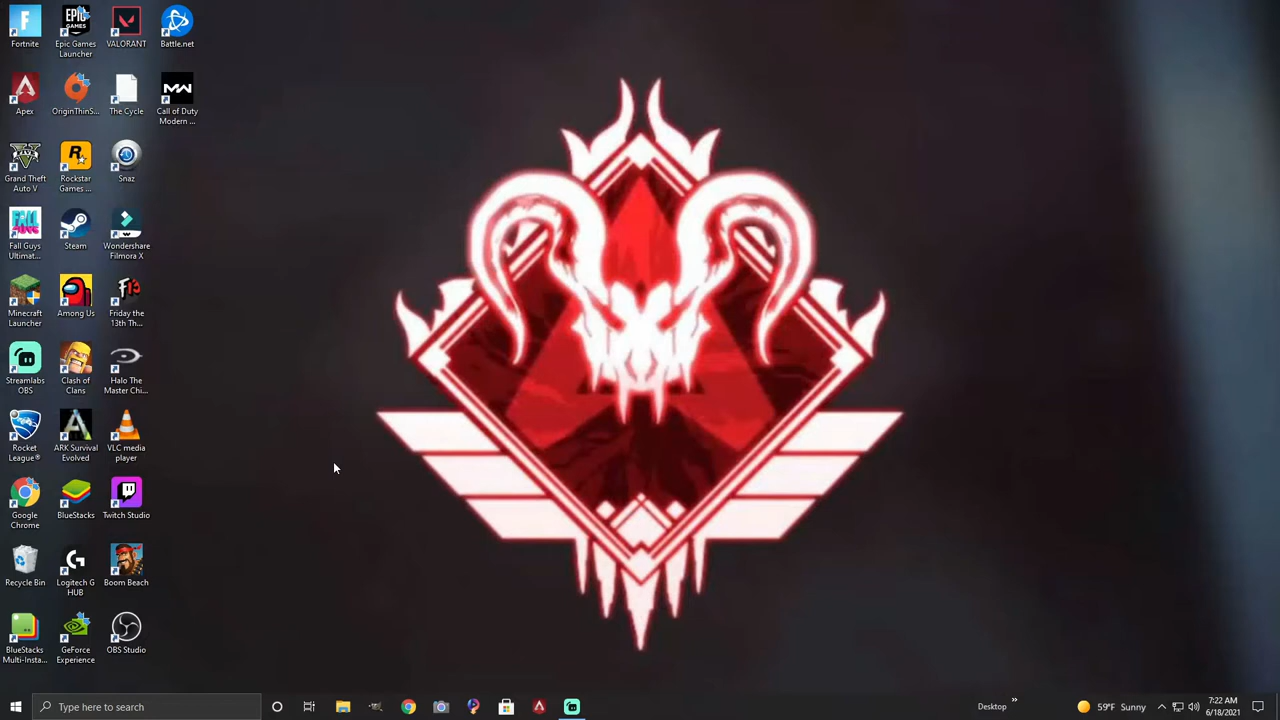 Fortnite
Epic Games
Launcher
VALORANT
Battle.net
Apex
OriginThinS...
The Cycle
Call of Duty
Modern ...
Grand Theft
Auto V
Rockstar
Games ...
Snaz
Fall Guys
Ultimat...
Steam
Wondershare
Filmora X
Minecraft
Launcher
Among Us
Friday the
13th Th...
Streamlabs
OBS
Clash of
Clans
Halo The
Master Chi...
Rocket
League®
ARK Survival
Evolved
VLC media
player
Google
Chrome
BlueStacks
Twitch Studio
Recycle Bin
Logitech G
HUB
Boom Beach
BlueStacks
Multi-Insta...
GeForce
Experience
OBS Studio
Type here to search
Desktop
»
59°F Sunny
7:22 AM
6/18/2021